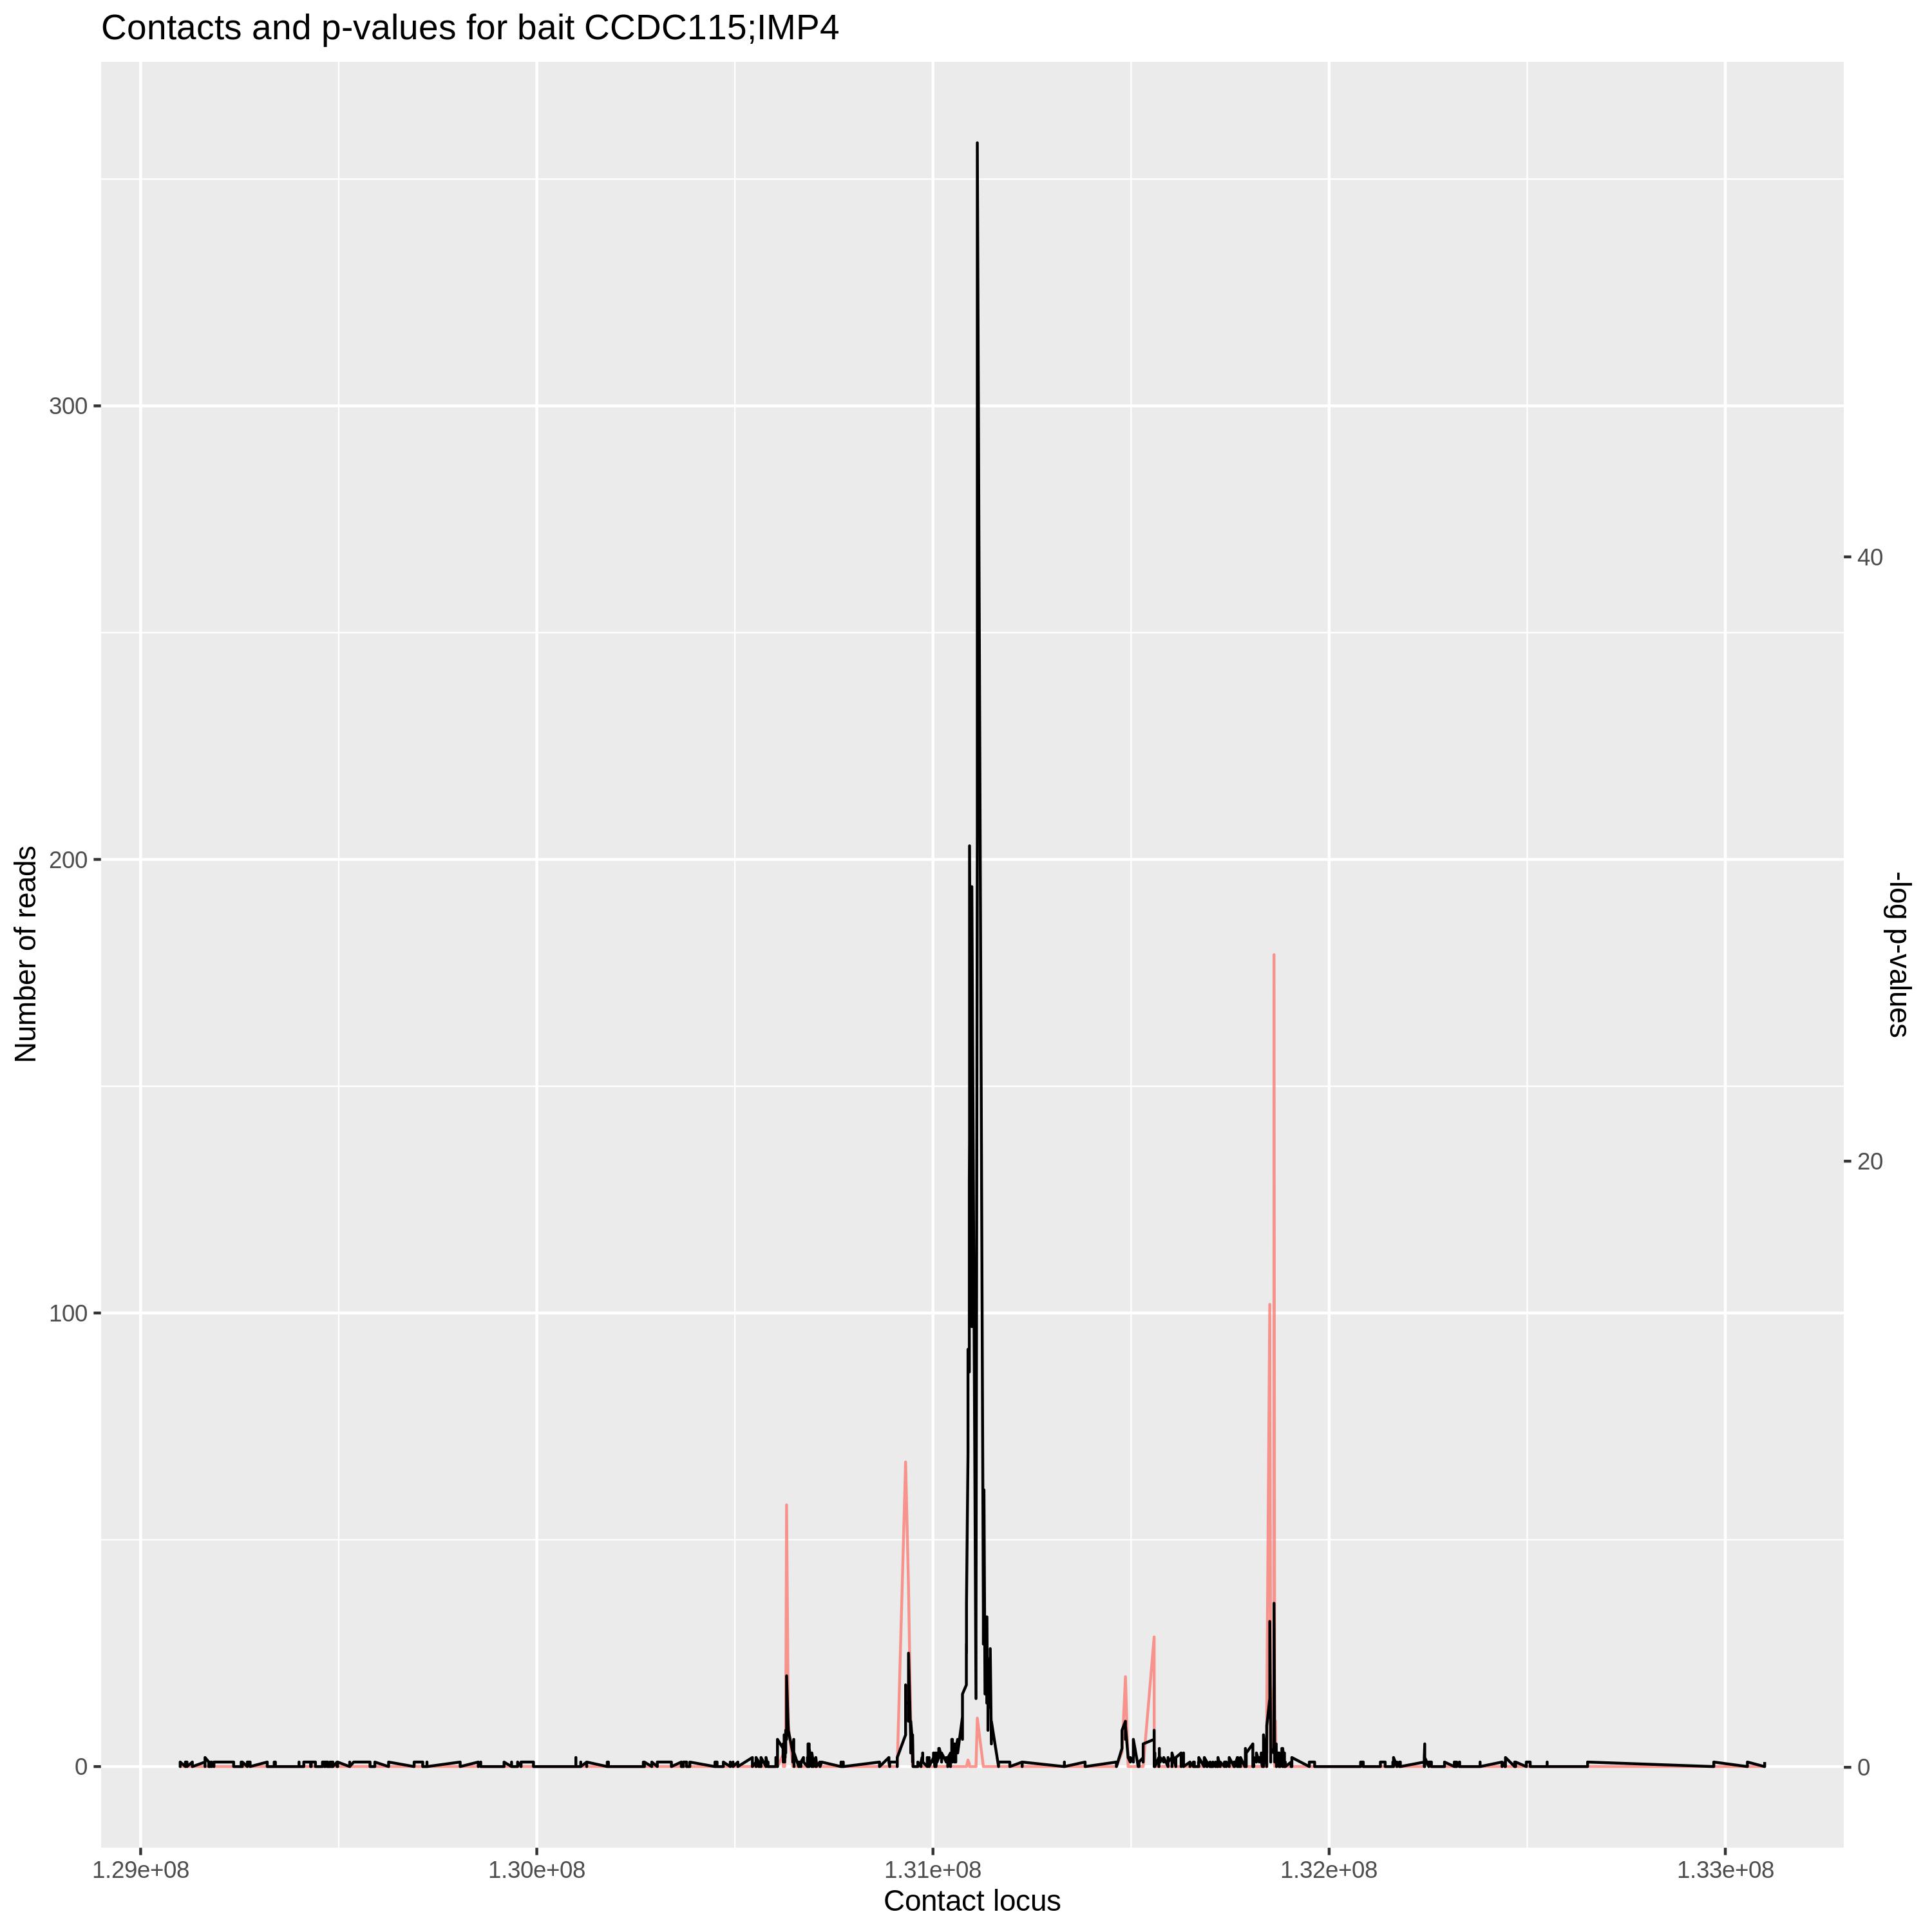 Contacts and p-values for bait CCDC115;IMP4
300
200
100
0
Number of reads
40
20
0
-log p-values
1.29e+08
1.30e+08
1.31e+08
1.32e+08
1.33e+08
Contact locus